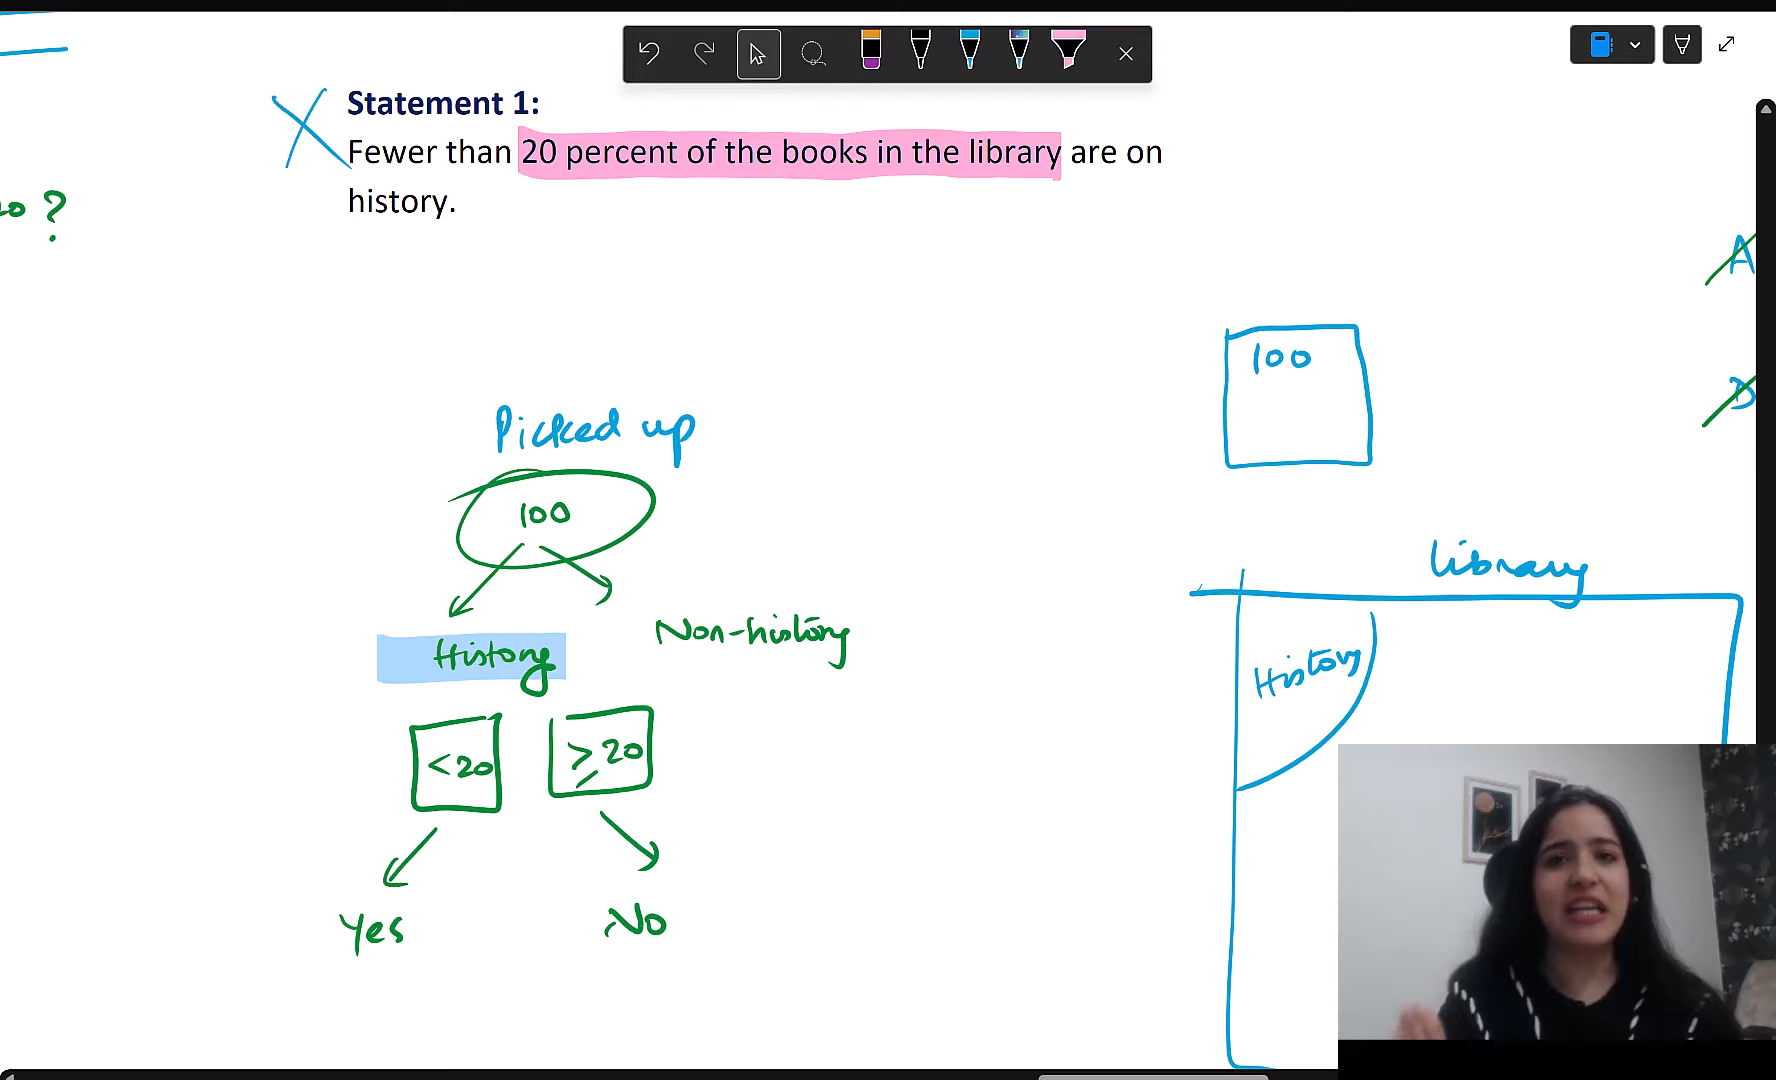 Statement 1:
Fewer than 20 percent of the books in the library are on
history.
?
A
D
100
Picked up
100
Library
History
Non-history
History
<20
≥20
Yes
No